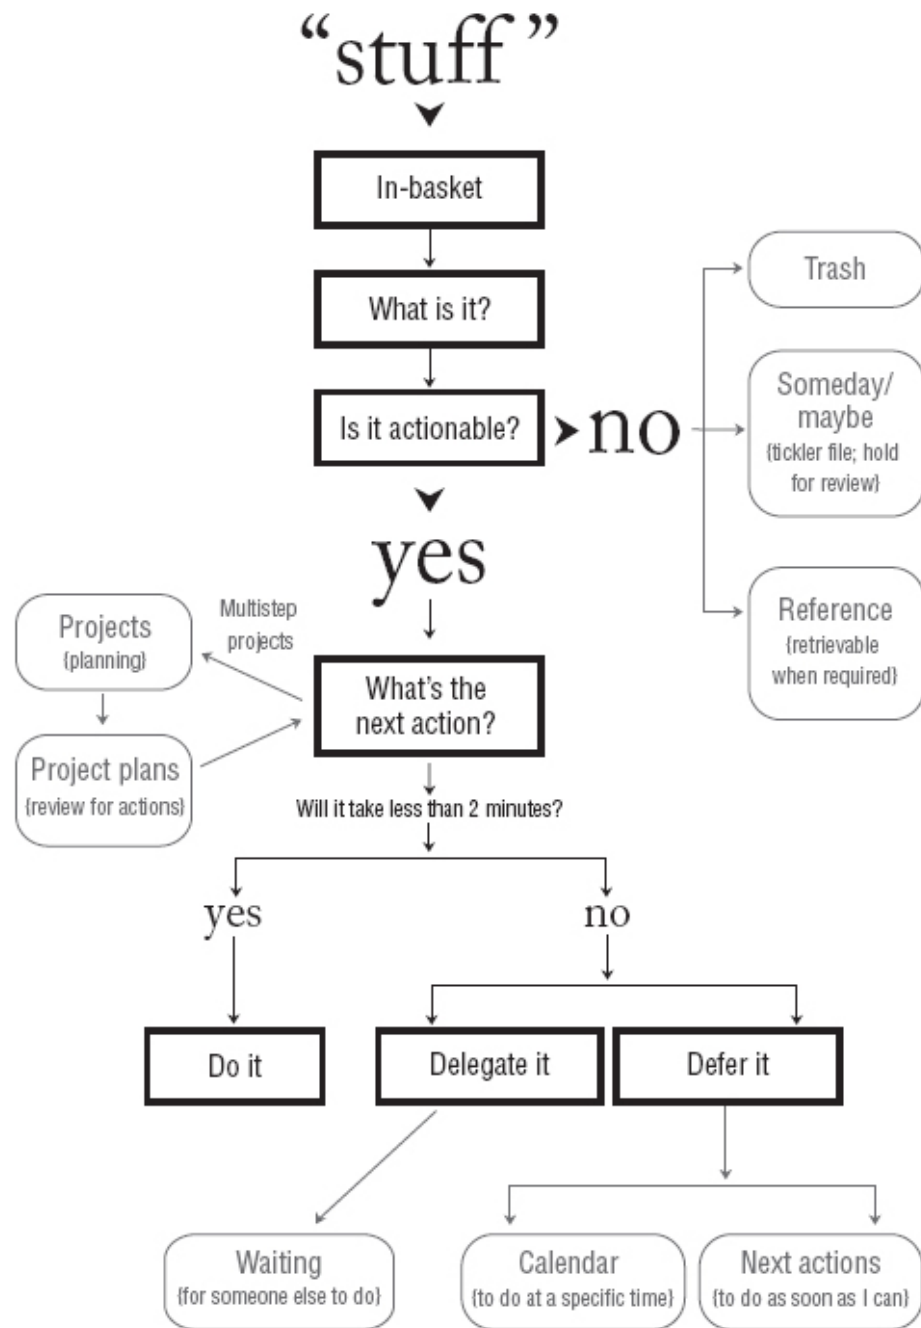 “stuff”
In-basket
What is it?
Is it actionable?
no
Trash
Someday/
maybe
{tickler file; hold
for review}
Reference
{retrievable
when required}
yes
Multistep
projects
Projects
{planning}
Project plans
{review for actions}
What's the
next action?
Will it take less than 2 minutes?
yes
no
Do it
Delegate it
Defer it
Waiting
{for someone else to do}
Calendar
{to do at a specific time}
Next actions
{to do as soon as I can}